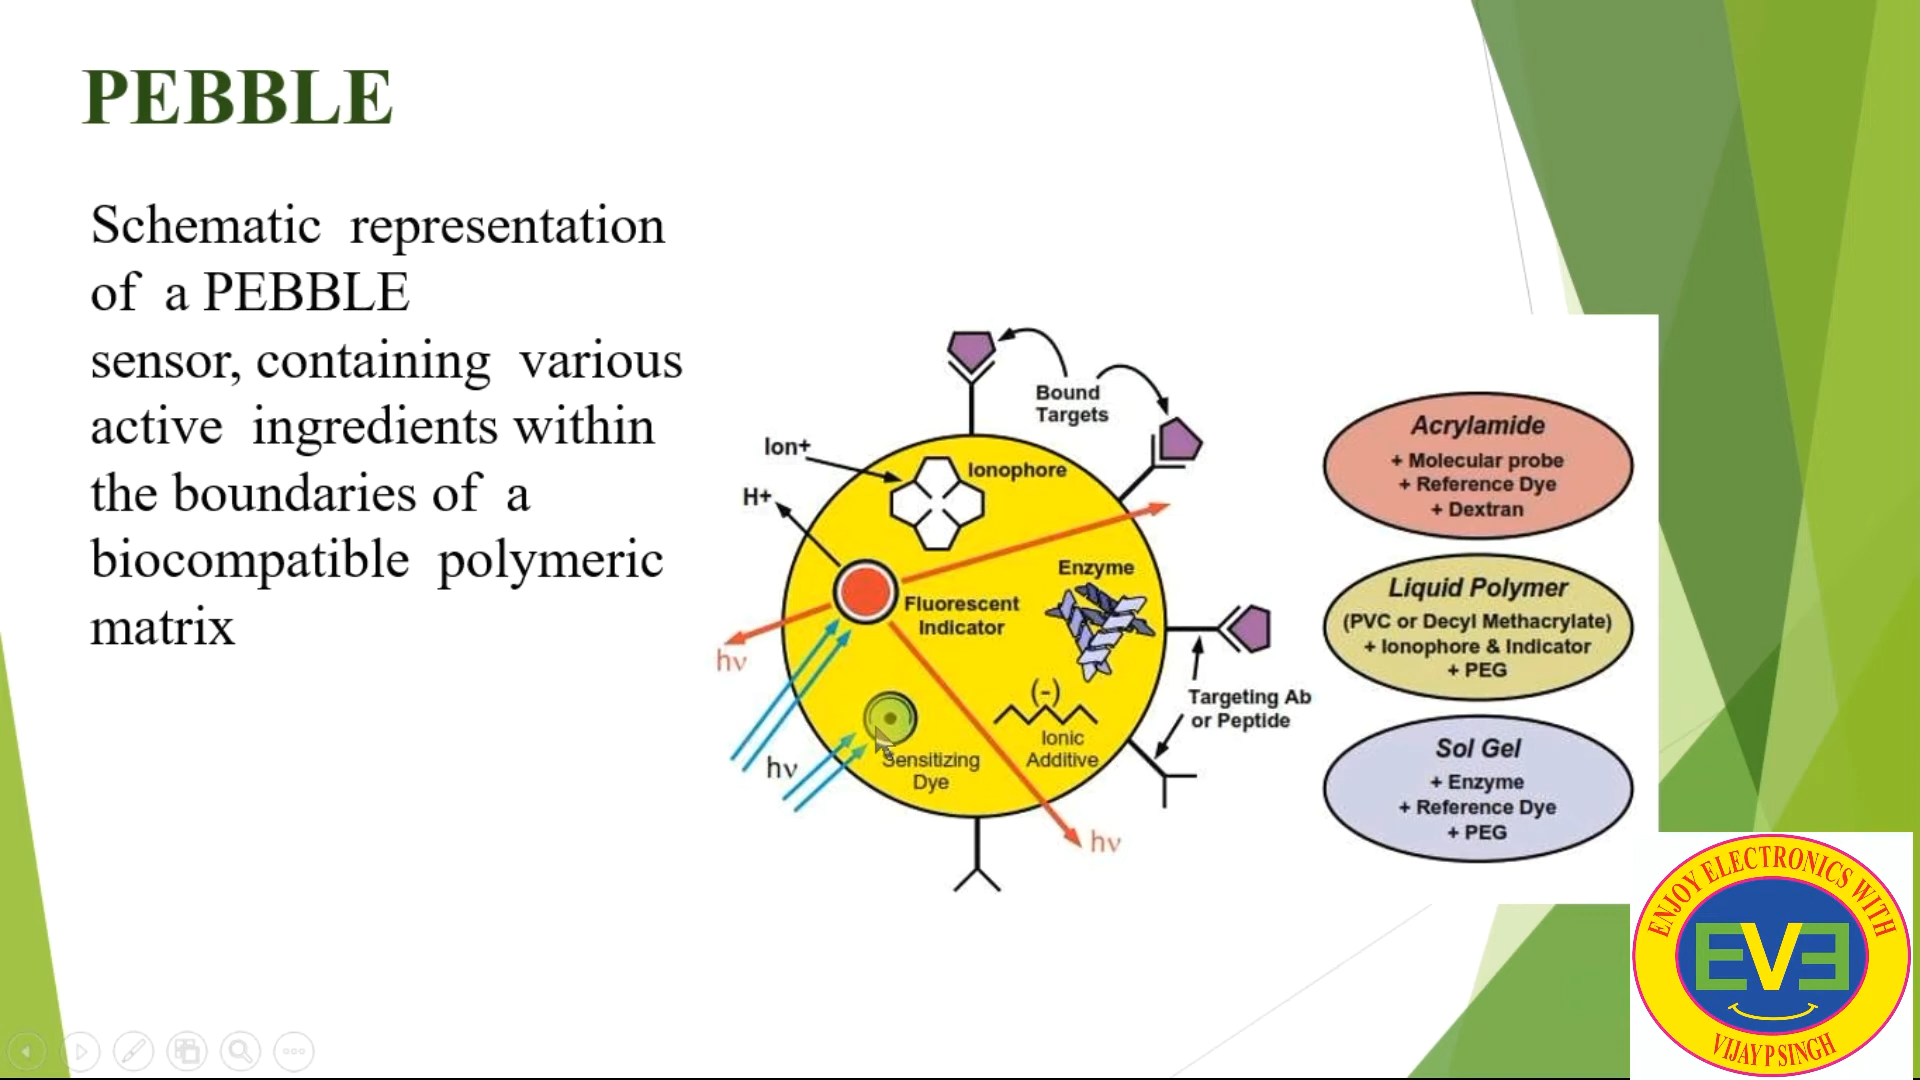 PEBBLE
Schematic representation
of a PEBBLE
sensor, containing various
active ingredients within
the boundaries of a
biocompatible polymeric
matrix
Bound
Targets
Ion+
Ionophore
H+
Enzyme
Fluorescent
Indicator
hν
(-)
Targeting Ab
or Peptide
Ionic
Additive
hν
Sensitizing
Dye
hν
Acrylamide
+ Molecular probe
+ Reference Dye
+ Dextran
Liquid Polymer
(PVC or Decyl Methacrylate)
+ Ionophore & Indicator
+ PEG
Sol Gel
+ Enzyme
+ Reference Dye
+ PEG
ENJOY ELECTRONICS WITH
EVE
VIJAY P SINGH